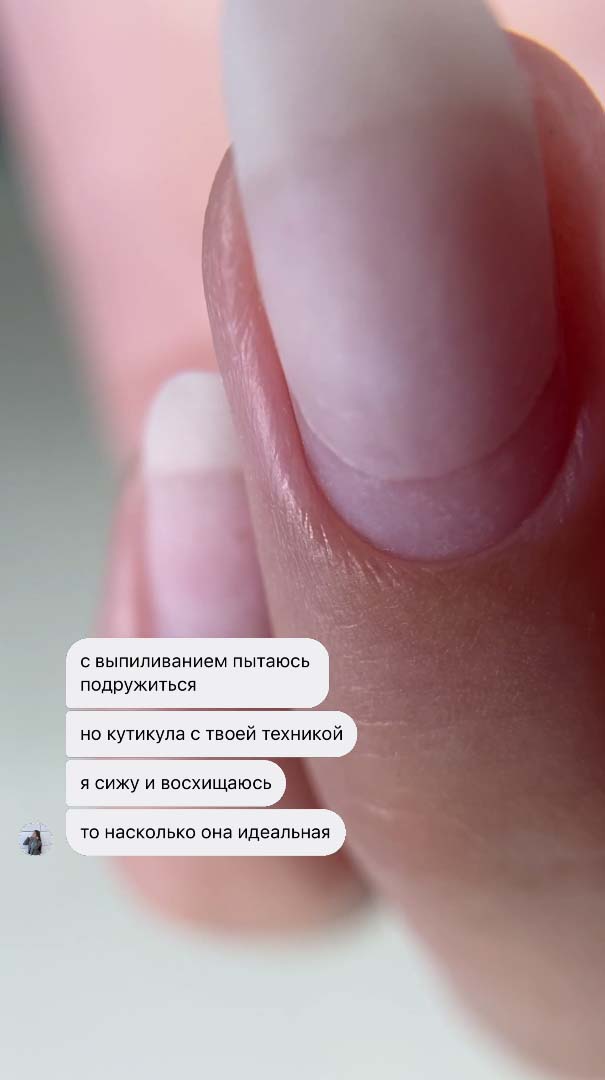 с выпиливанием пытаюсь
подружиться
но кутикула с твоей техникой
я сижу и восхищаюсь
то насколько она идеальная